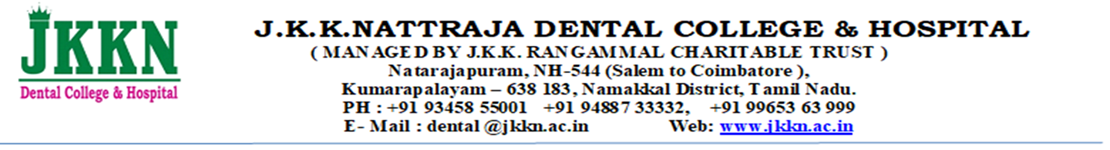 JKKN
Dental College & Hospital
J.K.K.NATTRAJA DENTAL COLLEGE & HOSPITAL
( MANAGED BY J.K.K. RANGAMMAL CHARITABLE TRUST )
Natarajapuram, NH-544 (Salem to Coimbatore ),
Kumarapalayam – 638 183, Namakkal District, Tamil Nadu.
PH : +91 93458 55001 +91 94887 33332, +91 99653 63 999
E- Mail : dental @jkkn.ac.in Web: www.jkkn.ac.in